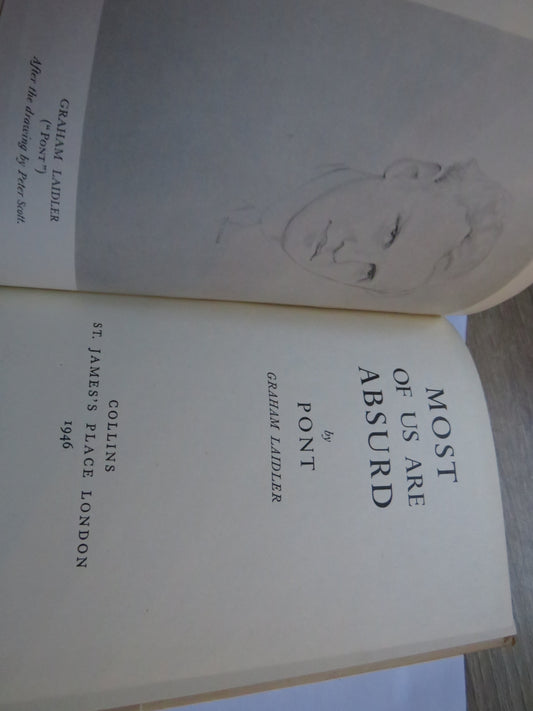 GRAHAM LAIDLER
("PONT")
After the drawing by Peter Scott.
MOST
OF US ARE
ABSURD
by
PONT
GRAHAM LAIDLER
COLLINS
ST. JAMES'S PLACE LONDON
1946